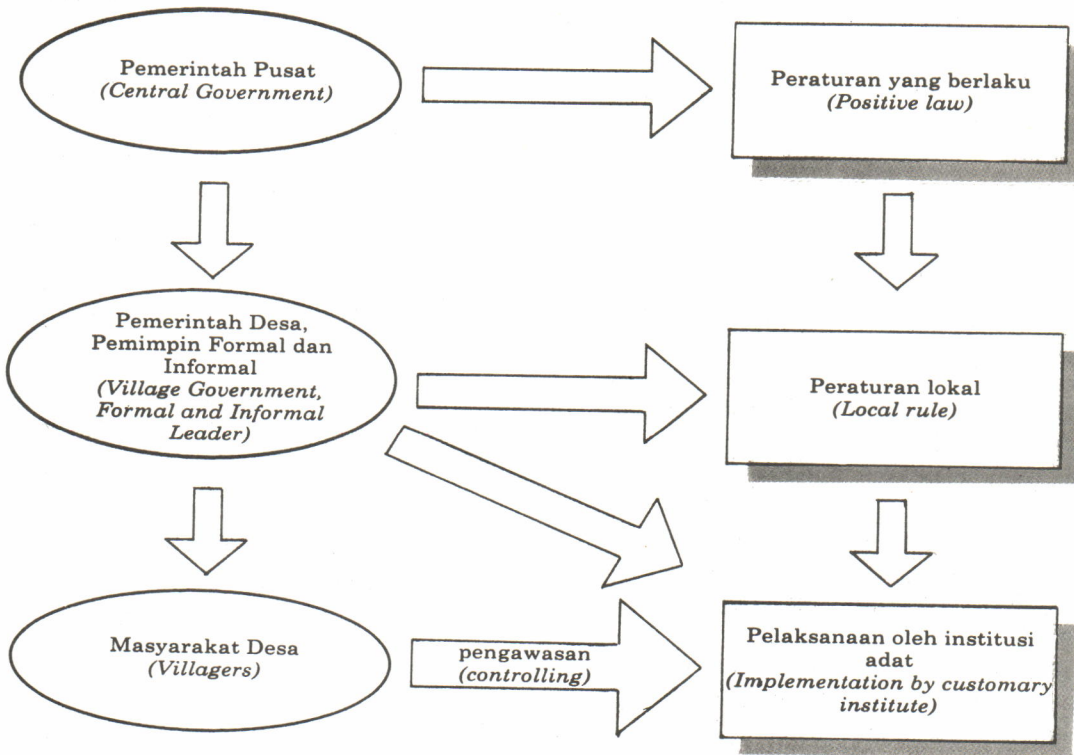 Pemerintah Pusat
(Central Government)
Peraturan yang berlaku
(Positive law)
Pemerintah Desa,
Pemimpin Formal dan
Informal
(Village Government,
Formal and Informal
Leader)
Peraturan lokal
(Local rule)
Masyarakat Desa
(Villagers)
pengawasan
(controlling)
Pelaksanaan oleh institusi
adat
(Implementation by customary
institute)